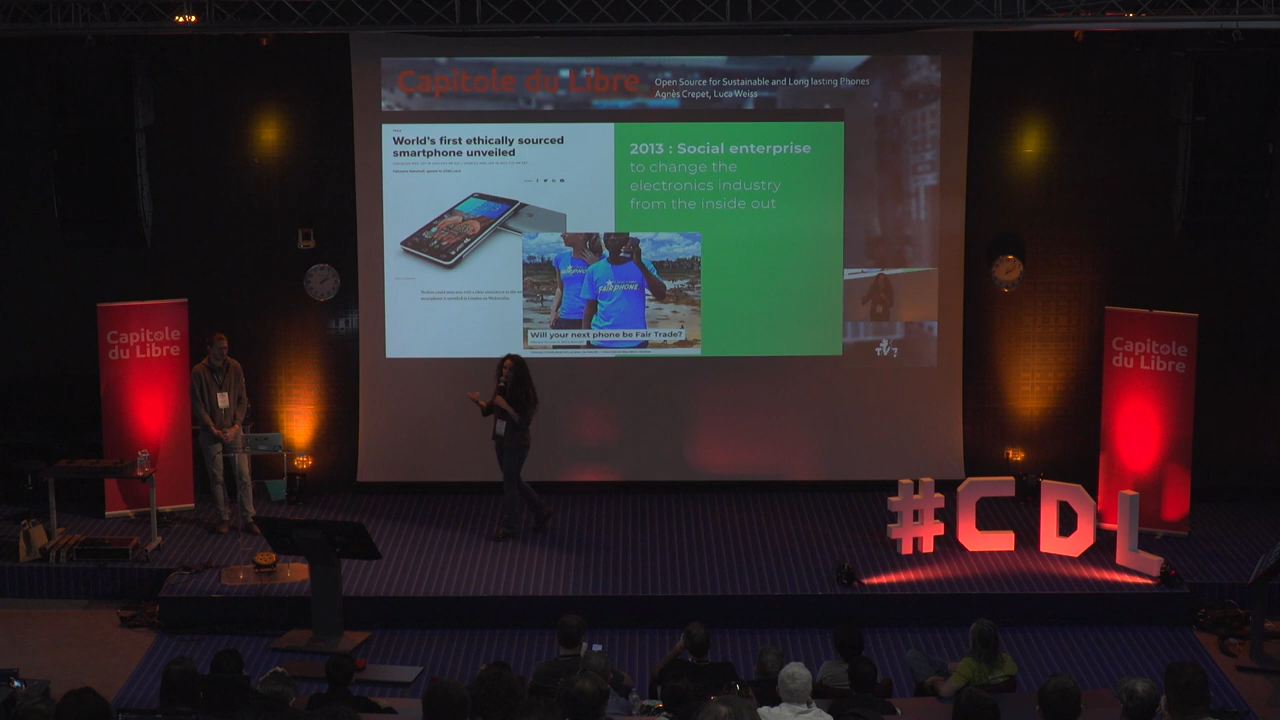 Capitole du Libre
Open Source for Sustainable and Long lasting Phones
Agnès Crepet, Luca Weiss
World's first ethically sourced
smartphone unveiled
2013 : Social enterprise
to change the
electronics industry
from the inside out
FAIRPHONE
Will your next phone be Fair Trade?
Capitole
du Libre
Capitole
du Libre
#CDL